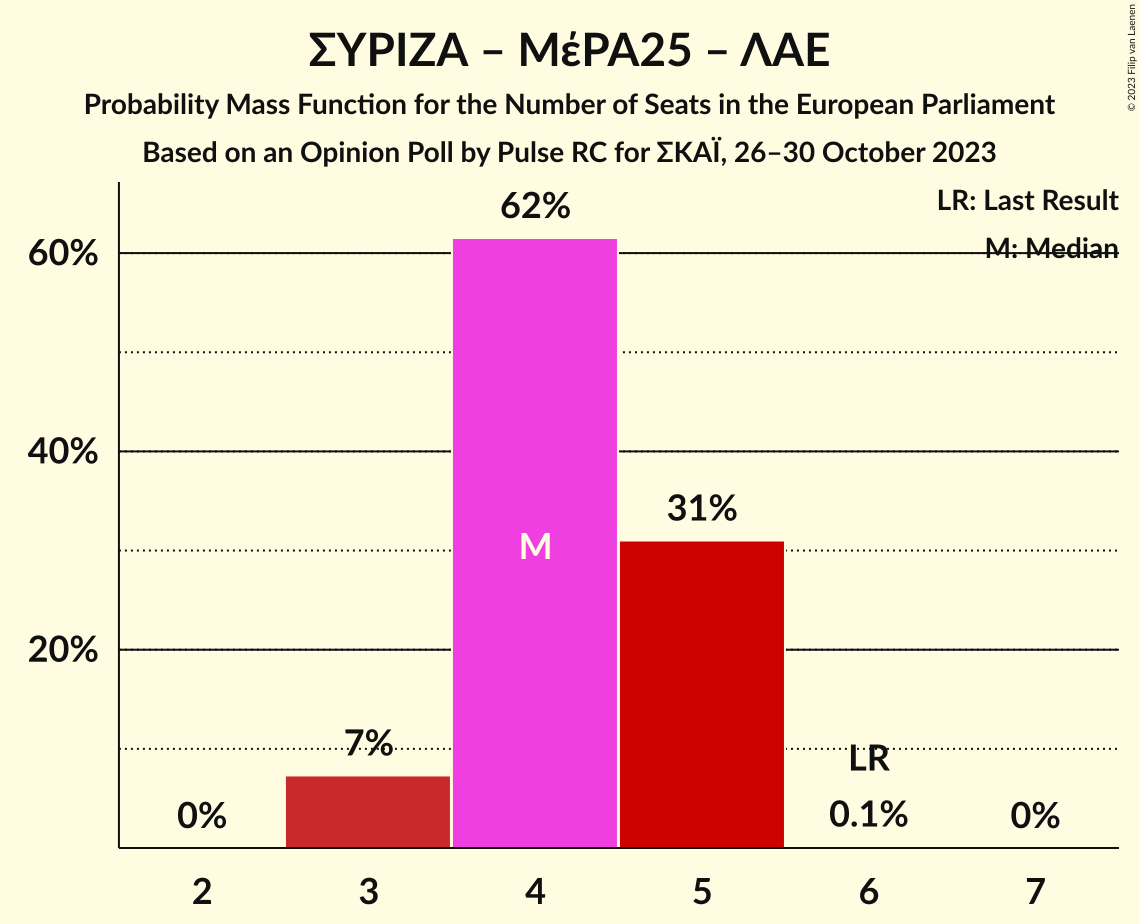 ΣΥΡΙΖΑ – ΜέΡΑ25 – ΛΑΕ
Probability Mass Function for the Number of Seats in the European Parliament
Based on an Opinion Poll by Pulse RC for ΣΚΑΪ, 26–30 October 2023
© 2023 Filip van Laenen
LR: Last Result
M: Median
60%
40%
20%
0%
7%
62%
M
31%
LR
0.1%
0%
2 3 4 5 6 7